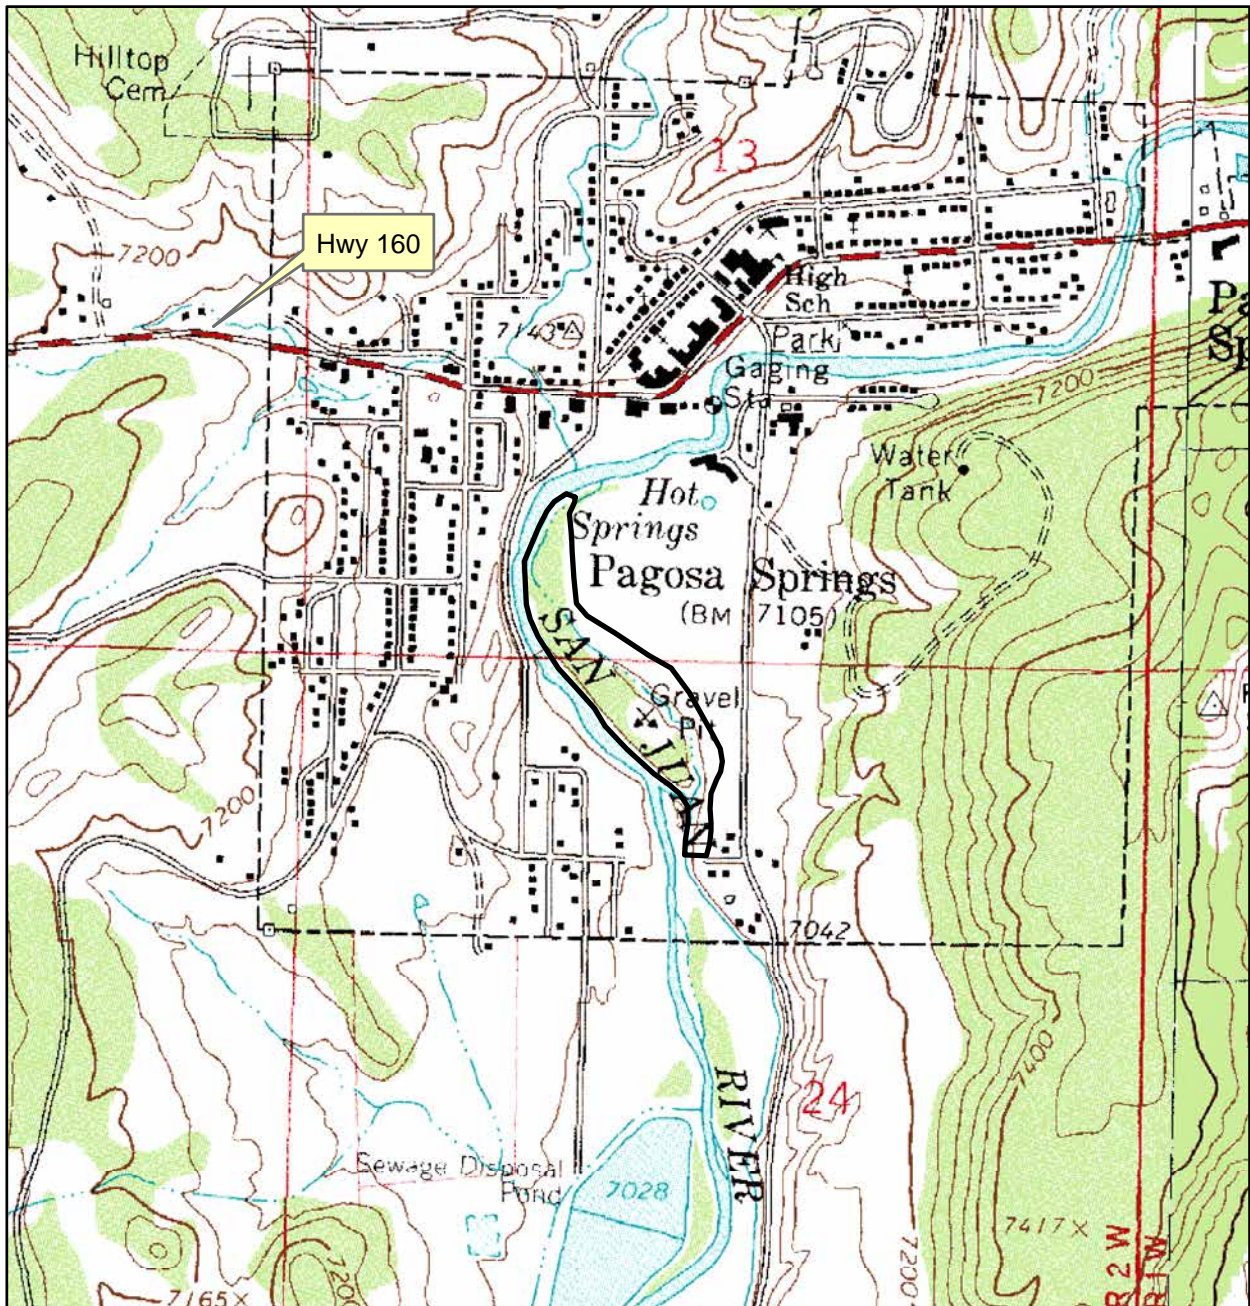 Hilltop
Cem
13
Hwy 160
7200
High
Sch
7143
Park
Gaging
Sta
7200
Water
Tank
Hot
Springs
Pagosa Springs
(BM 7105)
SAN JUAN
Gravel
Pit
7200
7042
7400
RIVER
24
Sewage Disposal
Pond
7028
7417
7200
7200
7165
R 2 W
R 1 W